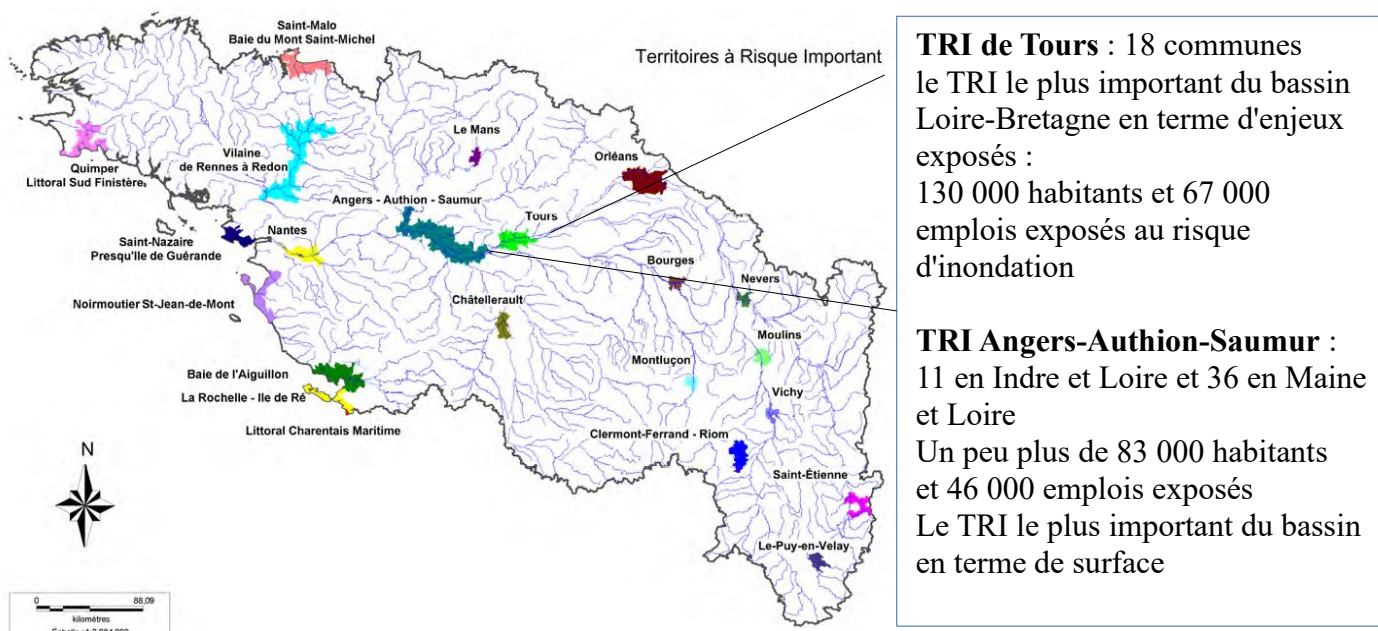 Saint-Malo
Baie du Mont Saint-Michel
Territoires à Risque Important
Le Mans
Orléans
Quimper
Littoral Sud Finistère
Vilaine
de Rennes à Redon
Angers - Authion - Saumur
Tours
Saint-Nazaire
Presqu'Ile de Guérande
Nantes
Bourges
Nevers
Noirmoutier St-Jean-de-Mont
Châtellerault
Moulins
Montluçon
Baie de l'Aiguillon
La Rochelle - Ile de Ré
Vichy
Littoral Charentais Maritime
Clermont-Ferrand - Riom
Saint-Étienne
Le-Puy-en-Velay
N
0 88,09
kilomètres
TRI de Tours : 18 communes
le TRI le plus important du bassin
Loire-Bretagne en terme d'enjeux
exposés :
130 000 habitants et 67 000
emplois exposés au risque
d'inondation
TRI Angers-Authion-Saumur :
11 en Indre et Loire et 36 en Maine
et Loire
Un peu plus de 83 000 habitants
et 46 000 emplois exposés
Le TRI le plus important du bassin
en terme de surface